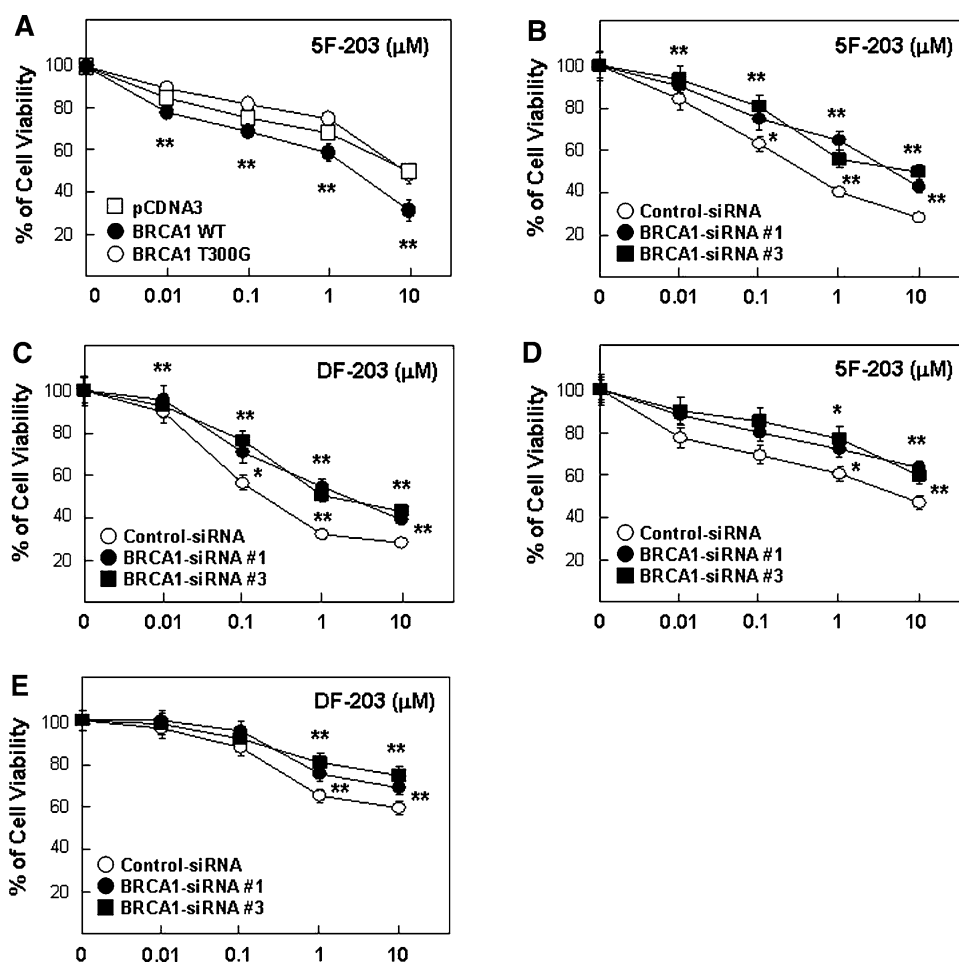 A
5F-203 (μM)
% of Cell Viability
100
80
60
40
20
**
**
**
**
pCDNA3
BRCA1 WT
BRCA1 T300G
0
0.01
0.1
1
10
B
5F-203 (μM)
% of Cell Viability
100
80
60
40
20
**
**
**
**
*
**
**
Control-siRNA
BRCA1-siRNA #1
BRCA1-siRNA #3
0
0.01
0.1
1
10
C
DF-203 (μM)
% of Cell Viability
100
80
60
40
20
**
**
**
**
*
**
**
Control-siRNA
BRCA1-siRNA #1
BRCA1-siRNA #3
0
0.01
0.1
1
10
D
5F-203 (μM)
% of Cell Viability
100
80
60
40
20
*
**
*
**
Control-siRNA
BRCA1-siRNA #1
BRCA1-siRNA #3
0
0.01
0.1
1
10
E
DF-203 (μM)
% of Cell Viability
100
80
60
40
20
**
**
**
**
Control-siRNA
BRCA1-siRNA #1
BRCA1-siRNA #3
0
0.01
0.1
1
10